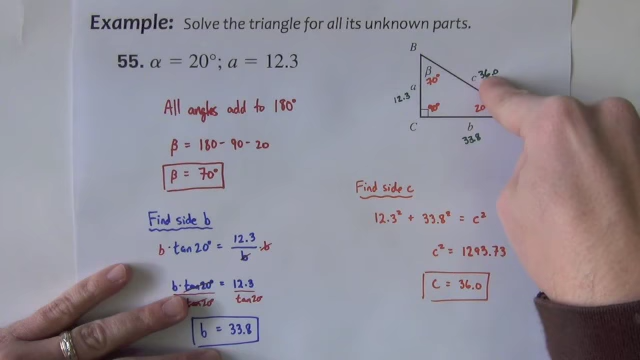 Example: Solve the triangle for all its unknown parts.
55. α = 20°; a = 12.3
All angles add to 180°
β = 180 - 90 - 20
β = 70°
Find side b
b · tan 20° = 12.3 / b · b
b · tan 20° / tan 20 = 12.3 / tan 20
b = 33.8
B
β
70°
a
12.3
c
36.0
90°
20
C
b
33.8
Find side c
12.3² + 33.8² = c²
c² = 1293.73
c = 36.0